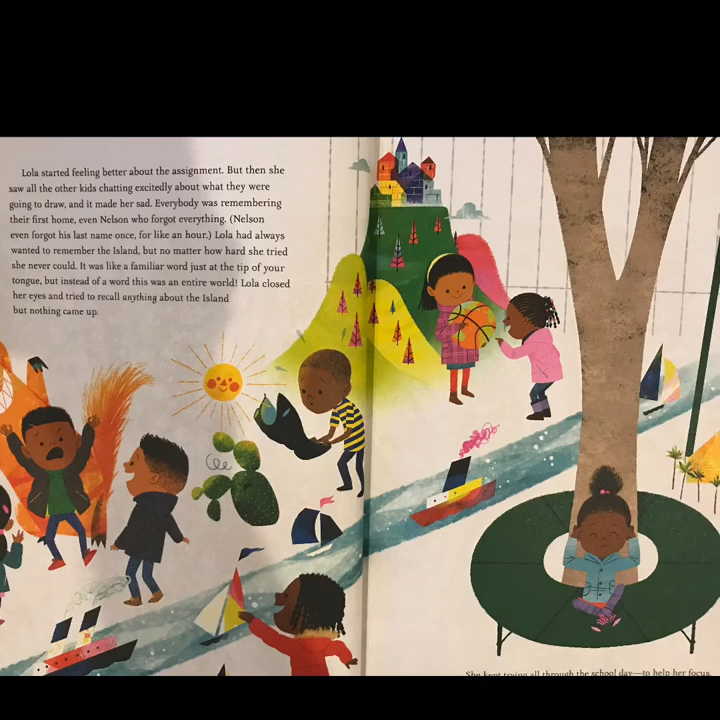 Lola started feeling better about the assignment. But then she
saw all the other kids chatting excitedly about what they were
going to draw, and it made her sad. Everybody was remembering
their first home, even Nelson who forgot everything. (Nelson
even forgot his last name once, for like an hour.) Lola had always
wanted to remember the Island, but no matter how hard she tried
she never could. It was like a familiar word just at the tip of your
tongue, but instead of a word this was an entire world! Lola closed
her eyes and tried to recall anything about the Island
but nothing came up.
She kept trying all through the school day—to help her focus,